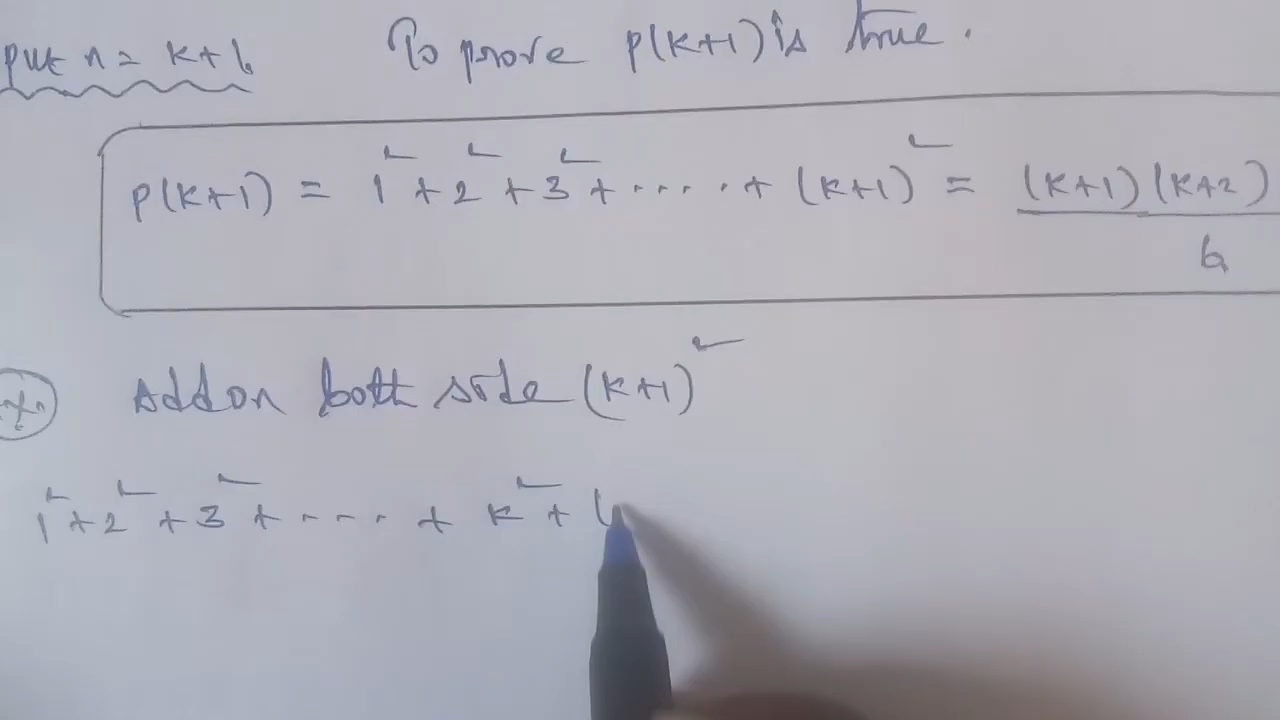 put n = k+1. To prove p(k+1) is true.
p(k+1) = 1² + 2² + 3² + ..... + (k+1)² = (k+1)(k+2)
6
Add on both side (k+1)²
1² + 2² + 3² + .... + k² + (